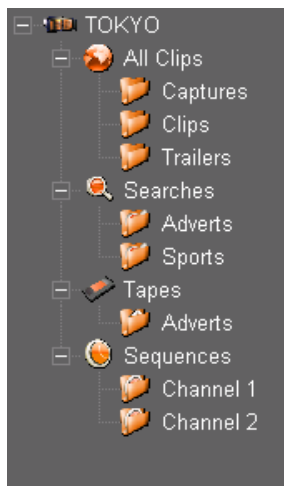 TOKYO
All Clips
Captures
Clips
Trailers
Searches
Adverts
Sports
Tapes
Adverts
Sequences
Channel 1
Channel 2